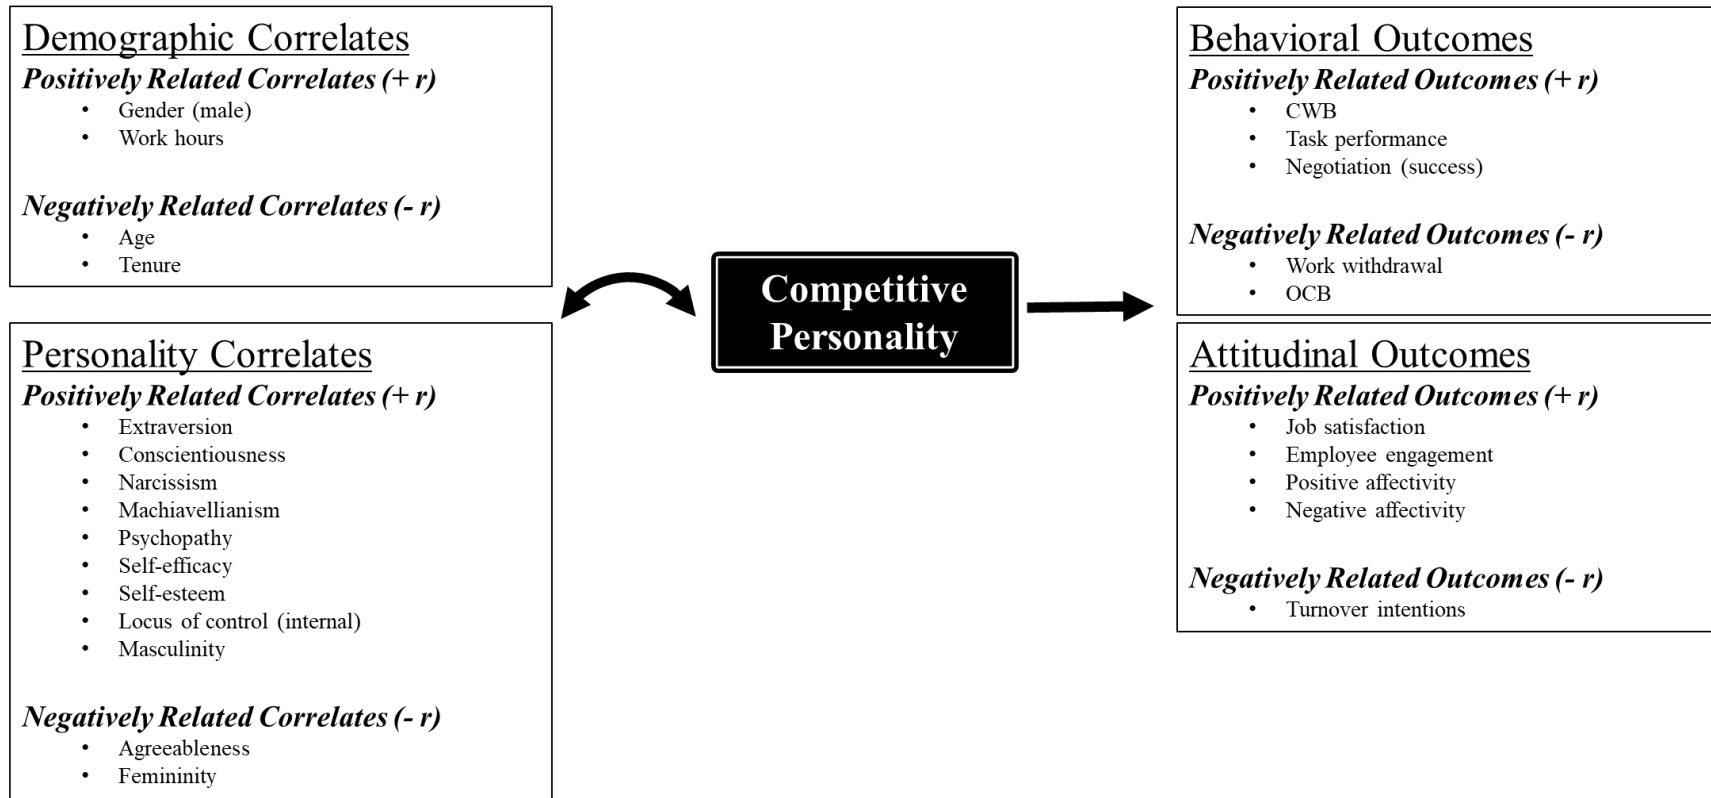 Demographic Correlates
Positively Related Correlates (+ r)
• Gender (male)
• Work hours
Negatively Related Correlates (- r)
• Age
• Tenure
Personality Correlates
Positively Related Correlates (+ r)
• Extraversion
• Conscientiousness
• Narcissism
• Machiavellianism
• Psychopathy
• Self-efficacy
• Self-esteem
• Locus of control (internal)
• Masculinity
Negatively Related Correlates (- r)
• Agreeableness
• Femininity
Competitive
Personality
Behavioral Outcomes
Positively Related Outcomes (+ r)
• CWB
• Task performance
• Negotiation (success)
Negatively Related Outcomes (- r)
• Work withdrawal
• OCB
Attitudinal Outcomes
Positively Related Outcomes (+ r)
• Job satisfaction
• Employee engagement
• Positive affectivity
• Negative affectivity
Negatively Related Outcomes (- r)
• Turnover intentions